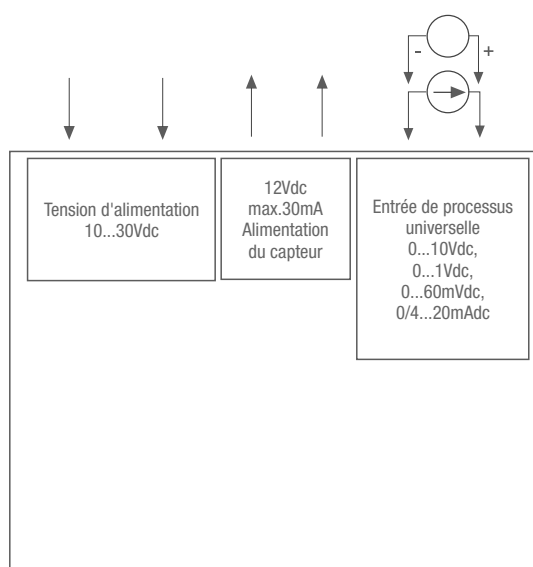 -
+
Tension d'alimentation
10...30Vdc
12Vdc
max.30mA
Alimentation
du capteur
Entrée de processus
universelle
0...10Vdc,
0...1Vdc,
0...60mVdc,
0/4...20mAdc